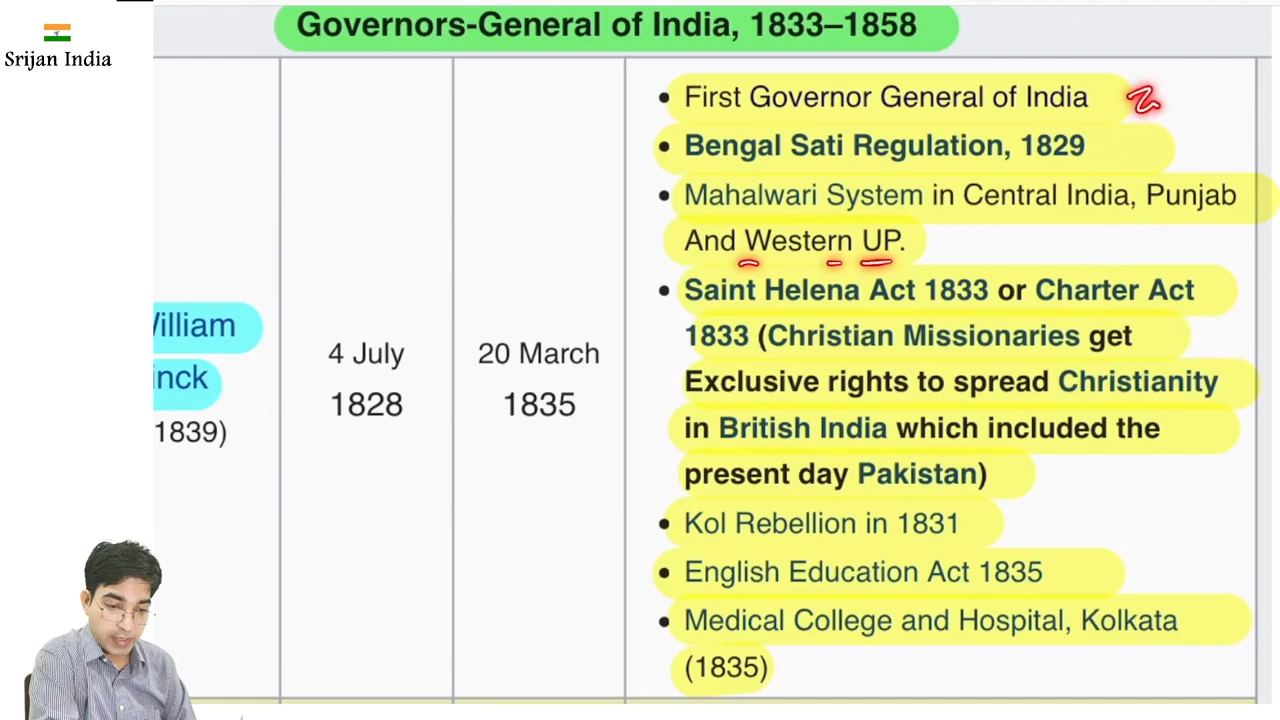 Governors-General of India, 1833–1858
Srijan India
• First Governor General of India
• Bengal Sati Regulation, 1829
• Mahalwari System in Central India, Punjab
And Western UP.
• Saint Helena Act 1833 or Charter Act
1833 (Christian Missionaries get
Exclusive rights to spread Christianity
in British India which included the
present day Pakistan)
• Kol Rebellion in 1831
• English Education Act 1835
• Medical College and Hospital, Kolkata
(1835)
illiam
inck
1839)
4 July
1828
20 March
1835